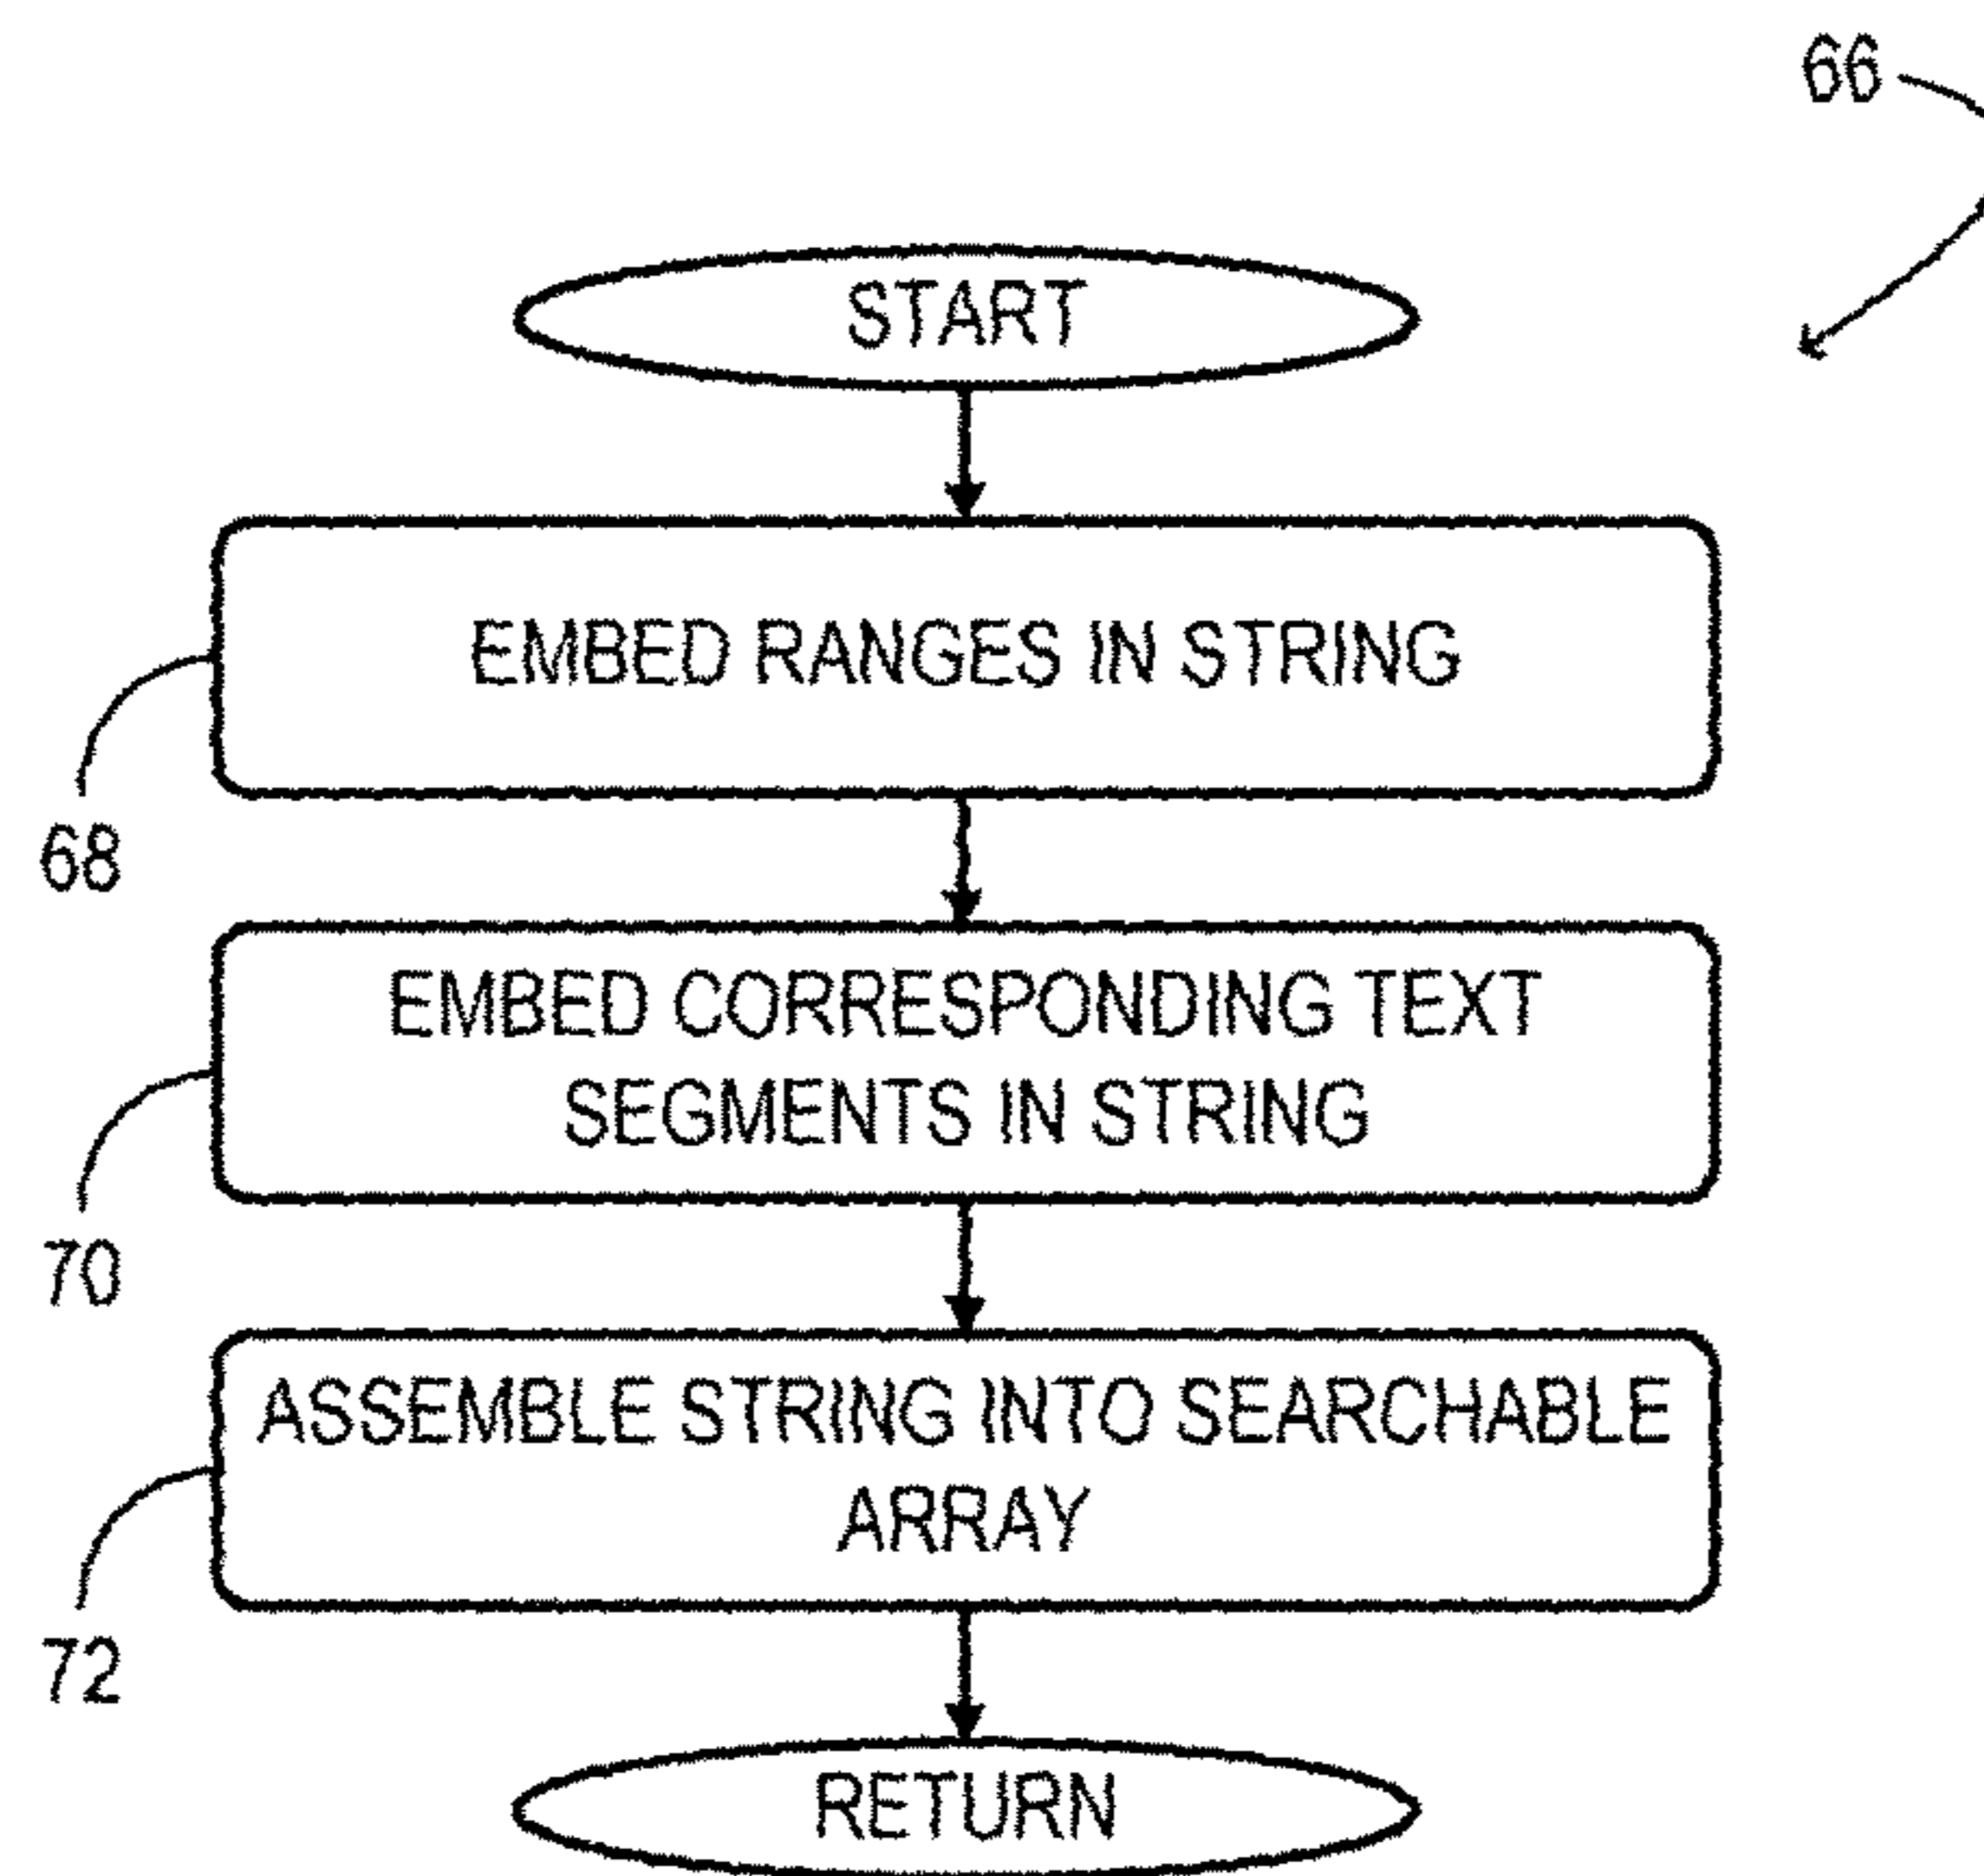 66
START
EMBED RANGES IN STRING
68
EMBED CORRESPONDING TEXT
SEGMENTS IN STRING
70
ASSEMBLE STRING INTO SEARCHABLE
ARRAY
72
RETURN